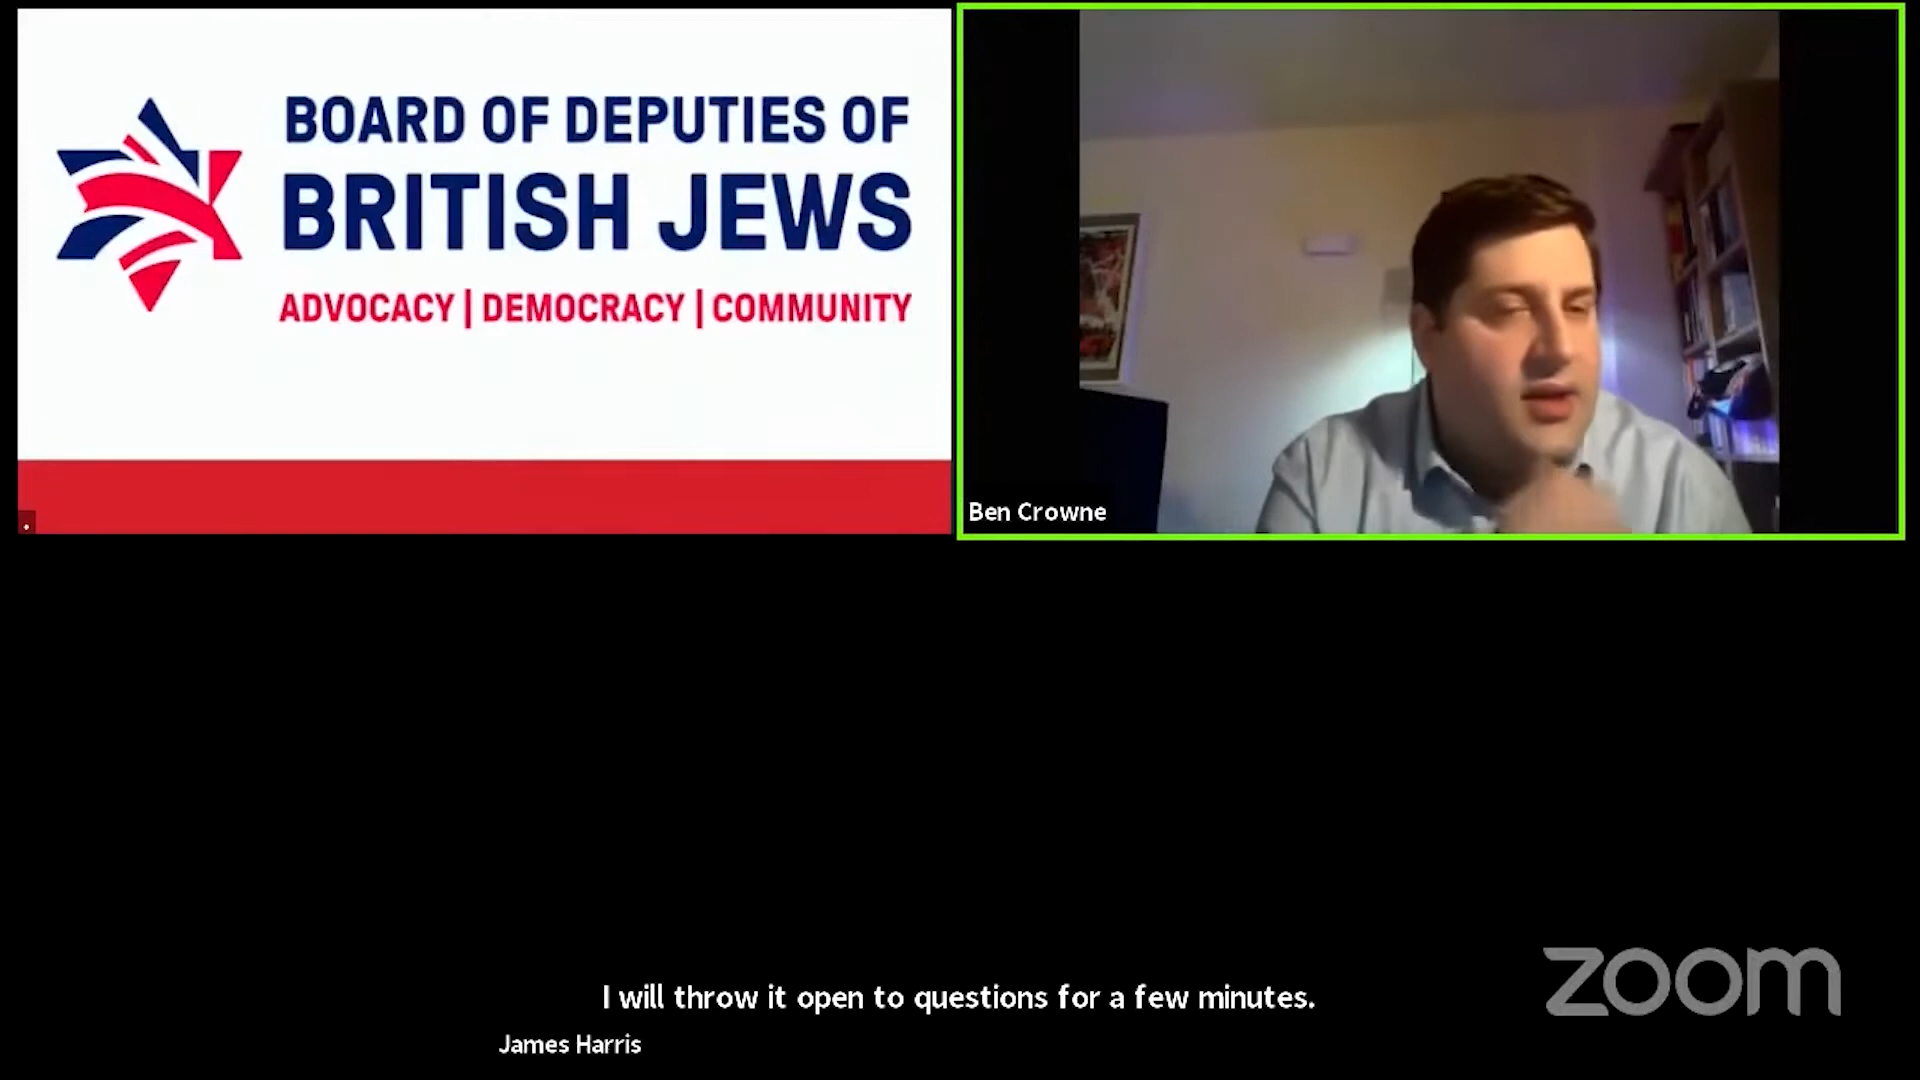 BOARD OF DEPUTIES OF
BRITISH JEWS
ADVOCACY | DEMOCRACY | COMMUNITY
Ben Crowne
I will throw it open to questions for a few minutes.
James Harris
zoom